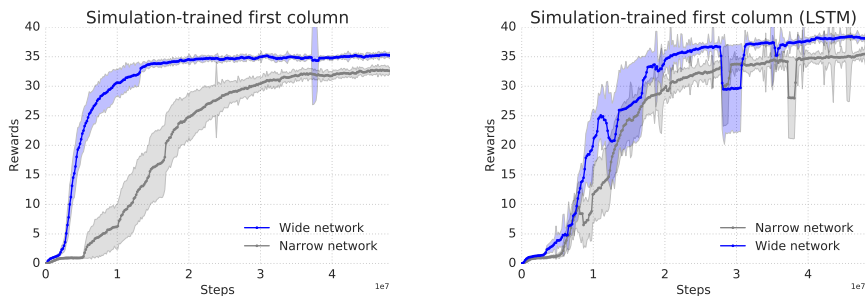 Simulation-trained first column
40
35
30
25
20
15
10
5
0
Rewards
0
1
2
3
4
Steps
1e7
Wide network
Narrow network
Simulation-trained first column (LSTM)
40
35
30
25
20
15
10
5
0
Rewards
0
1
2
3
4
Steps
1e7
Narrow network
Wide network